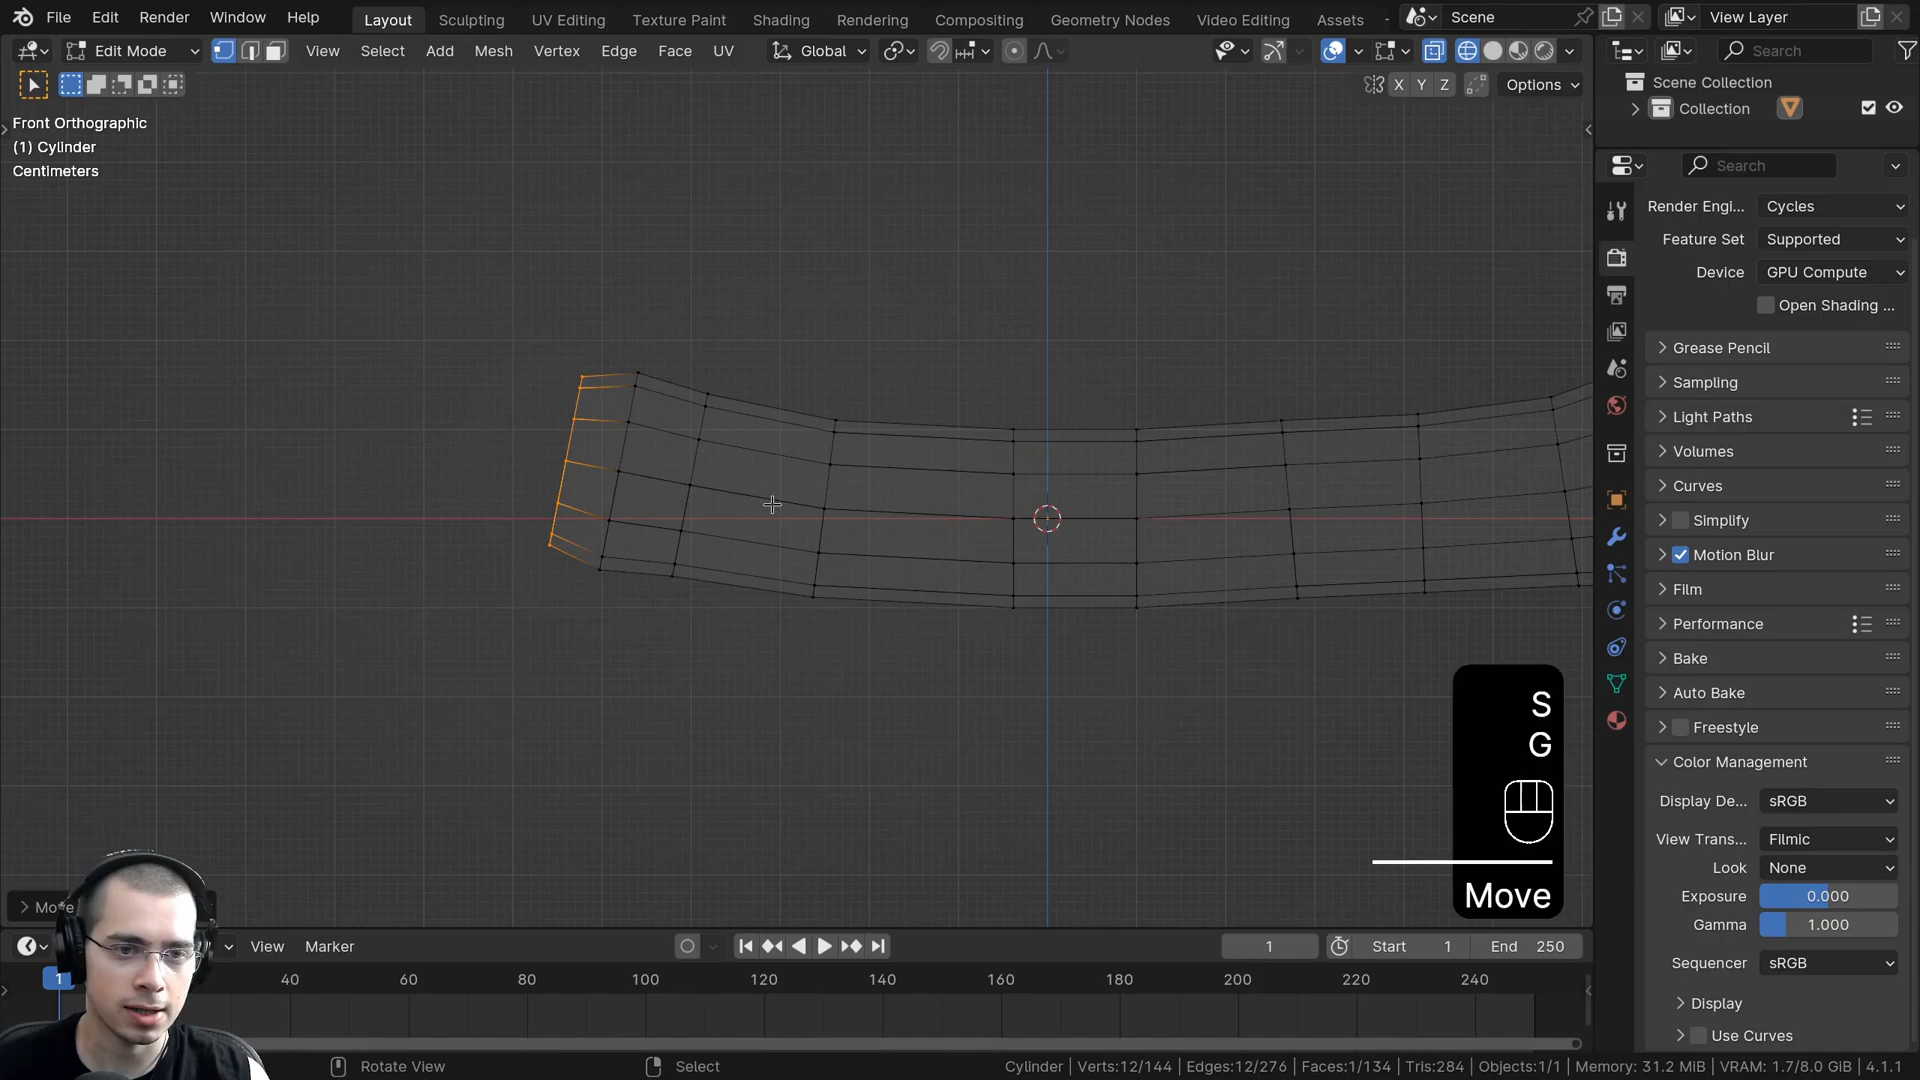 File Edit Render Window Help Layout Sculpting UV Editing Texture Paint Shading Rendering Compositing Geometry Nodes Video Editing Assets Scene View Layer
Edit Mode View Select Add Mesh Vertex Edge Face UV Global Search
X Y Z Options
Scene Collection
Collection
Front Orthographic
(1) Cylinder
Centimeters
Search
Render Engi... Cycles
Feature Set Supported
Device GPU Compute
Open Shading ...
Grease Pencil
Sampling
Light Paths
Volumes
Curves
Simplify
Motion Blur
Film
Performance
Bake
Auto Bake
Freestyle
Color Management
Display De... sRGB
View Trans... Filmic
Look None
Exposure 0.000
Gamma 1.000
Sequencer sRGB
Display
Use Curves
S
G
Move
Move
View Marker 1 Start 1 End 250
1 40 60 80 100 120 140 160 180 200 220 240
Rotate View Select Cylinder | Verts:12/144 | Edges:12/276 | Faces:1/134 | Tris:284 | Objects:1/1 | Memory: 31.2 MiB | VRAM: 1.7/8.0 GiB | 4.1.1